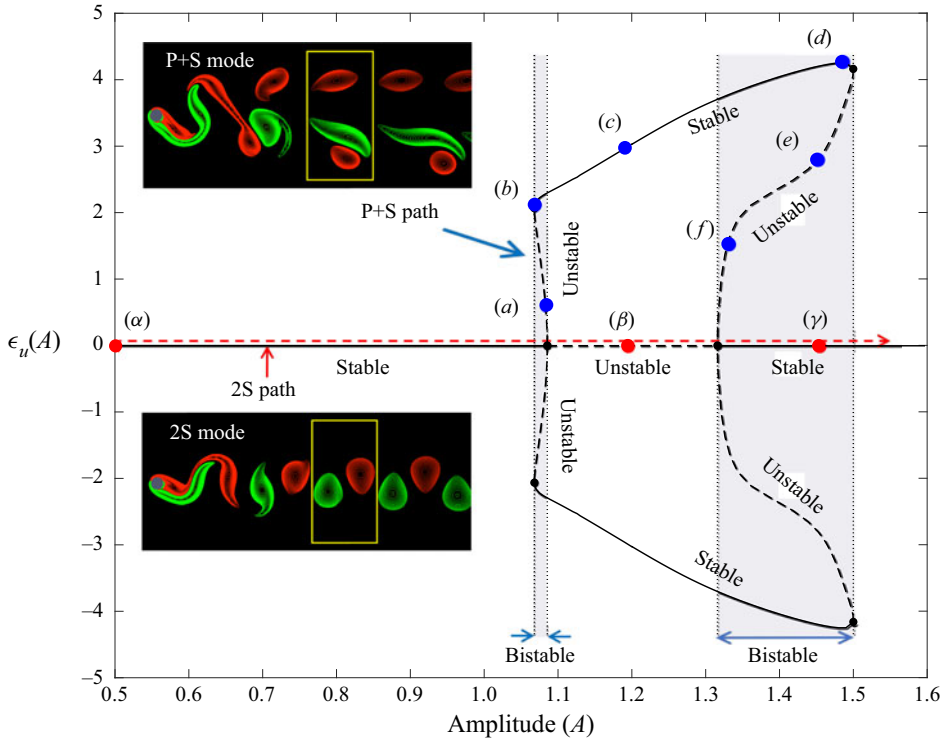 5
P+S mode
(d)
4
Stable
(c)
3
(e)
P+S path
(b)
Unstable
2
Unstable
(f)
1
(a)
(α)
(β)
(γ)
ϵu(A)
0
Stable
Unstable
Stable
2S path
−1
Unstable
2S mode
−2
Unstable
−3
Stable
−4
Bistable
Bistable
−5
0.5 0.6 0.7 0.8 0.9 1.0 1.1 1.2 1.3 1.4 1.5 1.6
Amplitude (A)